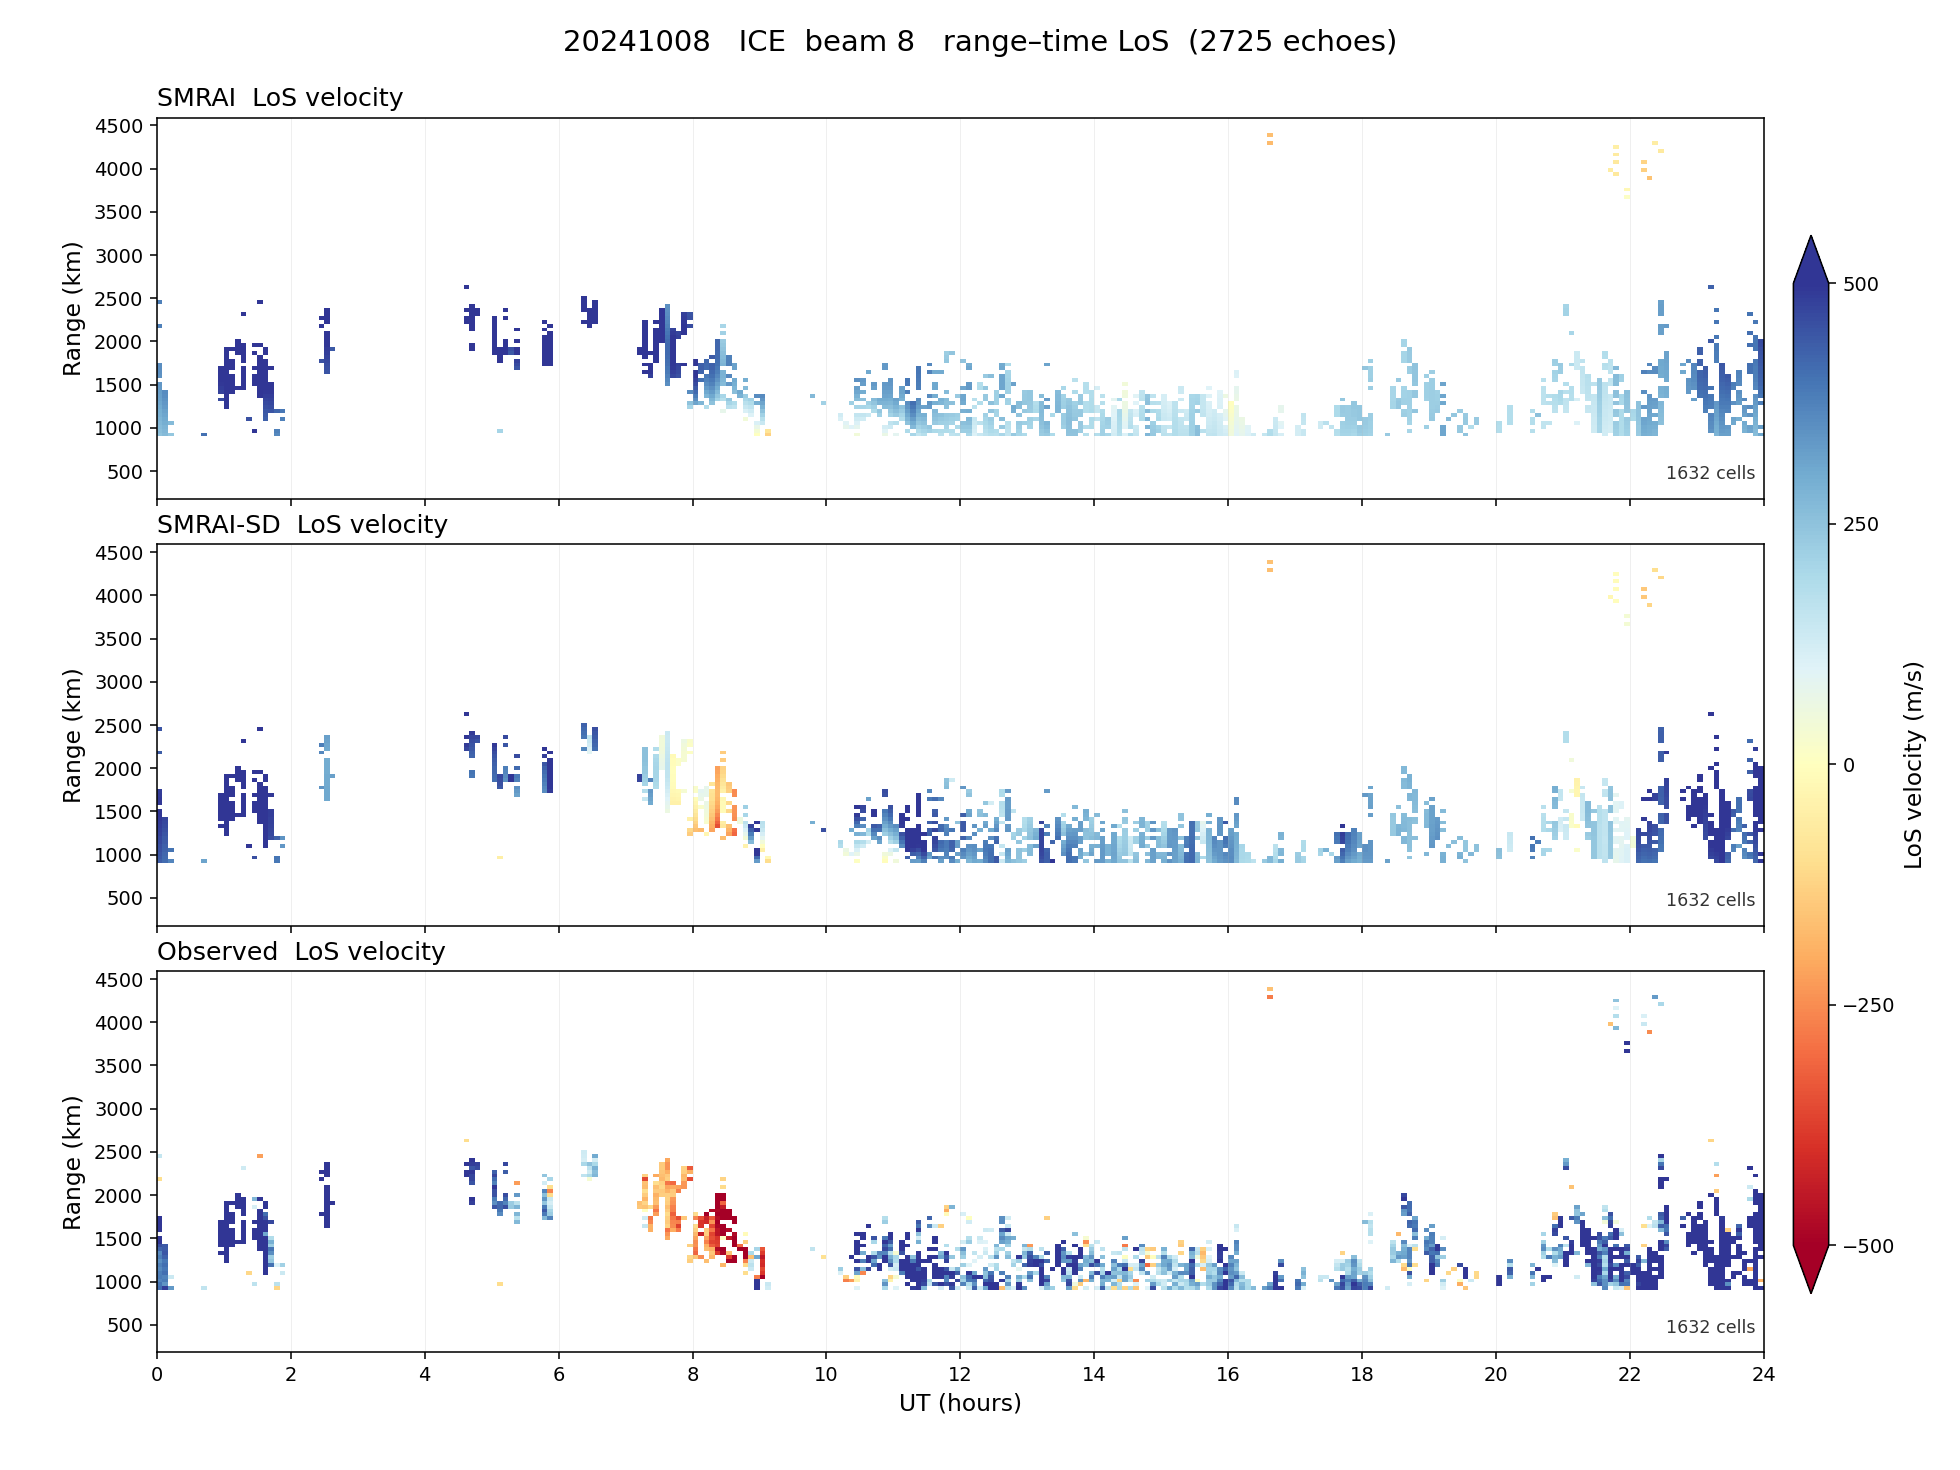 20241008   ICE  beam 8   range–time LoS  (2725 echoes)
SMRAI  LoS velocity
4500
4000
3500
3000
2500
2000
1500
1000
500
Range (km)
1632 cells
SMRAI-SD  LoS velocity
4500
4000
3500
3000
2500
2000
1500
1000
500
Range (km)
1632 cells
Observed  LoS velocity
4500
4000
3500
3000
2500
2000
1500
1000
500
Range (km)
1632 cells
0 2 4 6 8 10 12 14 16 18 20 22 24
UT (hours)
500
250
0
−250
−500
LoS velocity (m/s)